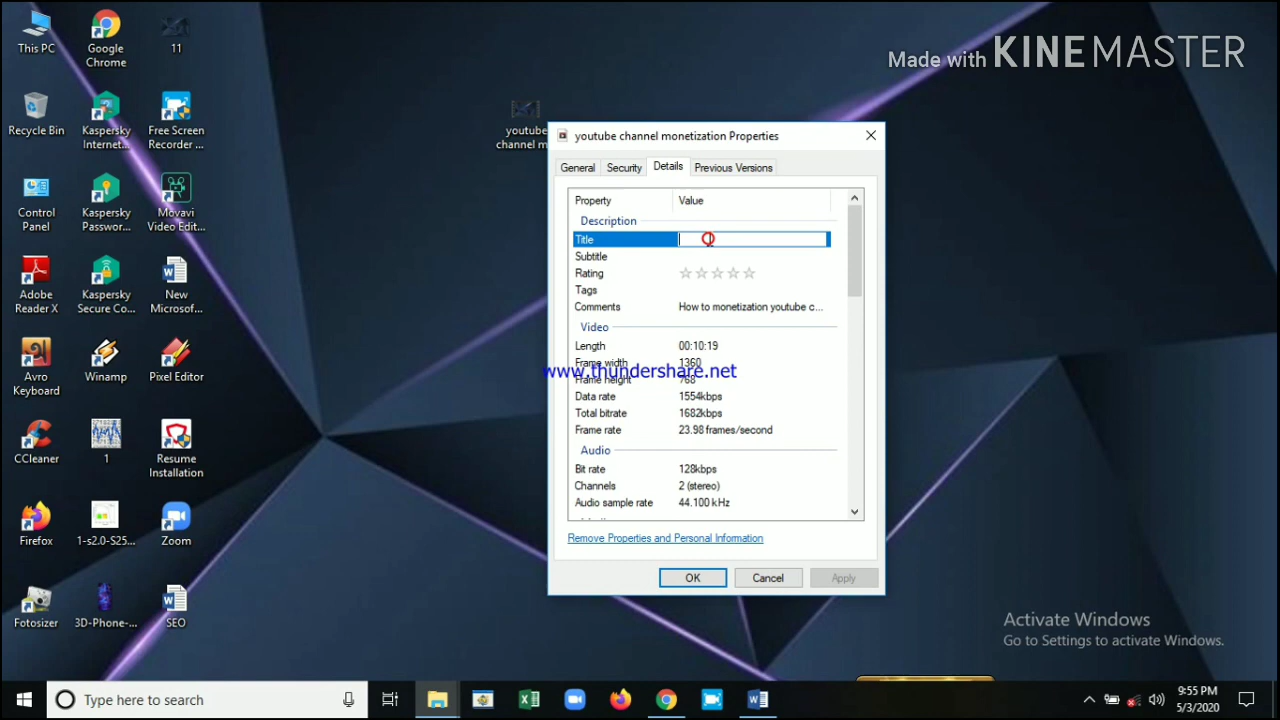 This PC
Google Chrome
11
Recycle Bin
Kaspersky Internet...
Free Screen Recorder ...
Control Panel
Kaspersky Passwor...
Movavi Video Edit...
Adobe Reader X
Kaspersky Secure Co...
New Microsof...
Avro Keyboard
Winamp
Pixel Editor
CCleaner
1
Resume Installation
Firefox
1-s2.0-S25...
Zoom
Fotosizer
3D-Phone-...
SEO
Made with KINEMASTER
youtube
channel m
youtube channel monetization Properties
General Security Details Previous Versions
Property Value
Description
Title
Subtitle
Rating
Tags
Comments How to monetization youtube c...
Video
Length 00:10:19
Frame width 1360
www.thundershare.net
Frame height 768
Data rate 1554kbps
Total bitrate 1682kbps
Frame rate 23.98 frames/second
Audio
Bit rate 128kbps
Channels 2 (stereo)
Audio sample rate 44.100 kHz
Remove Properties and Personal Information
OK Cancel Apply
Activate Windows
Go to Settings to activate Windows.
Type here to search
9:55 PM
5/3/2020